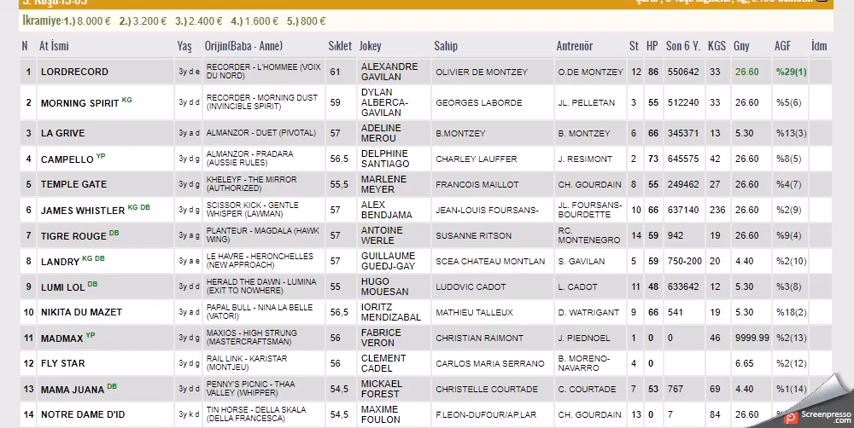 İkramiye:1.) 8.000 € 2.) 3.200 € 3.) 2.400 € 4.) 1.600 € 5.) 800 €
N At İsmi Yaş Orijin(Baba - Anne) Sıklet Jokey Sahip Antrenör St HP Son 6 Y. KGS Gny AGF İdm
1 LORDRECORD 3y d e RECORDER - L'HOMMEE (VOIX DU NORD) 61 ALEXANDRE GAVILAN OLIVIER DE MONTZEY O.DE MONTZEY 12 86 550642 33 26.60 %29(1)
2 MORNING SPIRIT KG 3y d d RECORDER - MORNING DUST (INVINCIBLE SPIRIT) 59 DYLAN ALBERCA-GAVILAN GEORGES LABORDE JL. PELLETAN 3 55 512240 33 26.60 %5(6)
3 LA GRIVE 3y a d ALMANZOR - DUET (PIVOTAL) 57 ADELINE MEROU B.MONTZEY B. MONTZEY 6 66 345371 13 5.30 %13(3)
4 CAMPELLO YP 3y d g ALMANZOR - PRADARA (AUSSIE RULES) 56,5 DELPHINE SANTIAGO CHARLEY LAUFFER J. RESIMONT 2 73 645575 42 26.60 %8(5)
5 TEMPLE GATE 3y d g KHELEYF - THE MIRROR (AUTHORIZED) 55,5 MARLENE MEYER FRANCOIS MAILLOT CH. GOURDAIN 8 55 249462 27 26.60 %4(7)
6 JAMES WHISTLER KG DB 3y d g SCISSOR KICK - GENTLE WHISPER (LAWMAN) 57 ALEX BENDJAMA JEAN-LOUIS FOURSANS- JL. FOURSANS-BOURDETTE 10 66 637140 236 26.60 %2(9)
7 TIGRE ROUGE DB 3y a g PLANTEUR - MAGDALA (HAWK WING) 57 ANTOINE WERLE SUSANNE RITSON RC. MONTENEGRO 14 59 942 19 26.60 %9(4)
8 LANDRY KG DB 3y a e LE HAVRE - HERONCHELLES (NEW APPROACH) 57 GUILLAUME GUEDJ-GAY SCEA CHATEAU MONTLAN S. GAVILAN 5 59 750-200 20 4.40 %2(10)
9 LUMI LOL DB 3y d d HERALD THE DAWN - LUMINA (EXIT TO NOWHERE) 55 HUGO MOUESAN LUDOVIC CADOT L. CADOT 11 48 633642 12 5.30 %3(8)
10 NIKITA DU MAZET 3y a d PAPAL BULL - NINA LA BELLE (VATORI) 56,5 IORITZ MENDIZABAL MATHIEU TALLEUX D. WATRIGANT 9 66 541 19 5.30 %18(2)
11 MADMAX YP 3y d g MAXIOS - HIGH STRUNG (MASTERCRAFTSMAN) 56 FABRICE VERON CHRISTIAN RAIMONT J. PIEDNOEL 1 0 0 46 9999.99 %2(13)
12 FLY STAR 3y d g RAIL LINK - KARISTAR (MONTJEU) 56 CLEMENT CADEL CARLOS MARIA SERRANO B. MORENO-NAVARRO 4 0 6.65 %2(12)
13 MAMA JUANA DB 3y d d PENNY'S PICNIC - THAA VALLEY (WHIPPER) 54,5 MICKAEL FOREST CHRISTELLE COURTADE C. COURTADE 7 53 767 69 4.40 %1(14)
14 NOTRE DAME D'ID 3y k d TIN HORSE - DELLA SKALA (DELLA FRANCESCA) 54,5 MAXIME FOULON F.LEON-DUFOUR/AP.LAR CH. GOURDAIN 13 0 7 84 26.60
Screenpresso.com